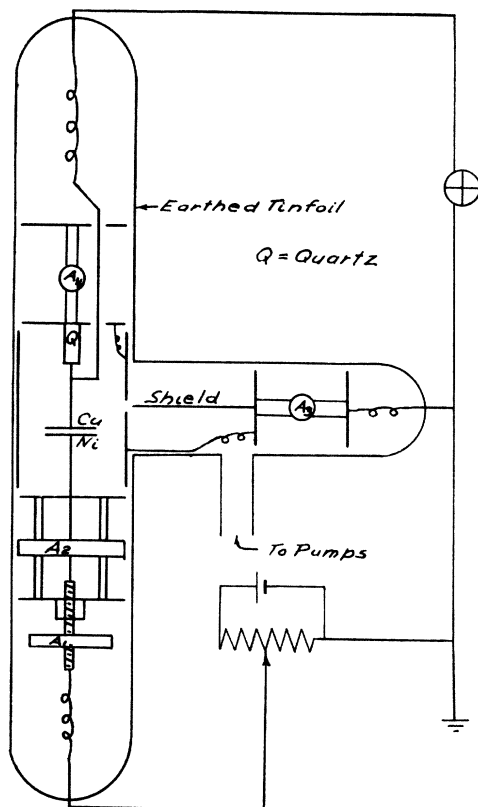 Earthed Tinfoil
A4
Q = Quartz
Q
Shield
A3
Cu
Ni
A2
To Pumps
A1